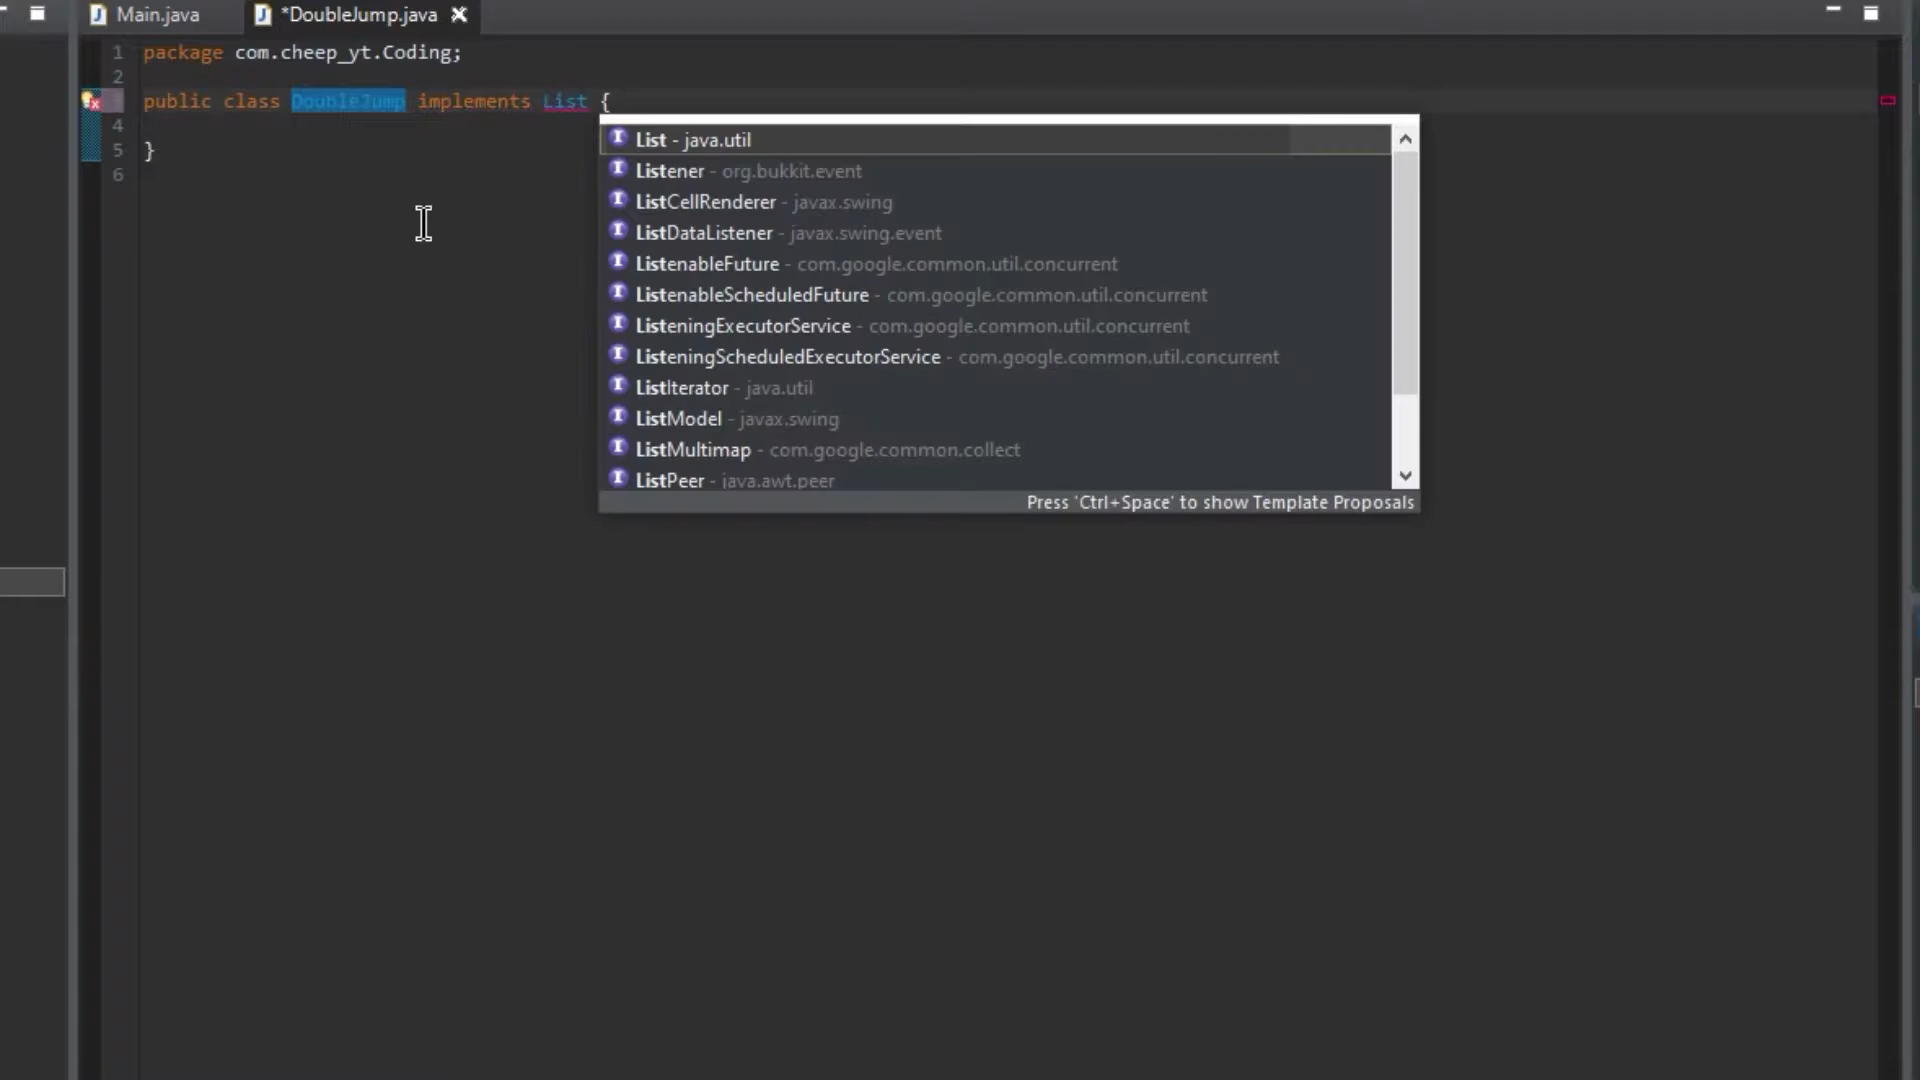 Main.java
*DoubleJump.java
1 package com.cheep_yt.Coding;
2
3 public class DoubleJump implements List {
4
5 }
6
List - java.util
Listener - org.bukkit.event
ListCellRenderer - javax.swing
ListDataListener - javax.swing.event
ListenableFuture - com.google.common.util.concurrent
ListenableScheduledFuture - com.google.common.util.concurrent
ListeningExecutorService - com.google.common.util.concurrent
ListeningScheduledExecutorService - com.google.common.util.concurrent
ListIterator - java.util
ListModel - javax.swing
ListMultimap - com.google.common.collect
ListPeer - java.awt.peer
Press 'Ctrl+Space' to show Template Proposals